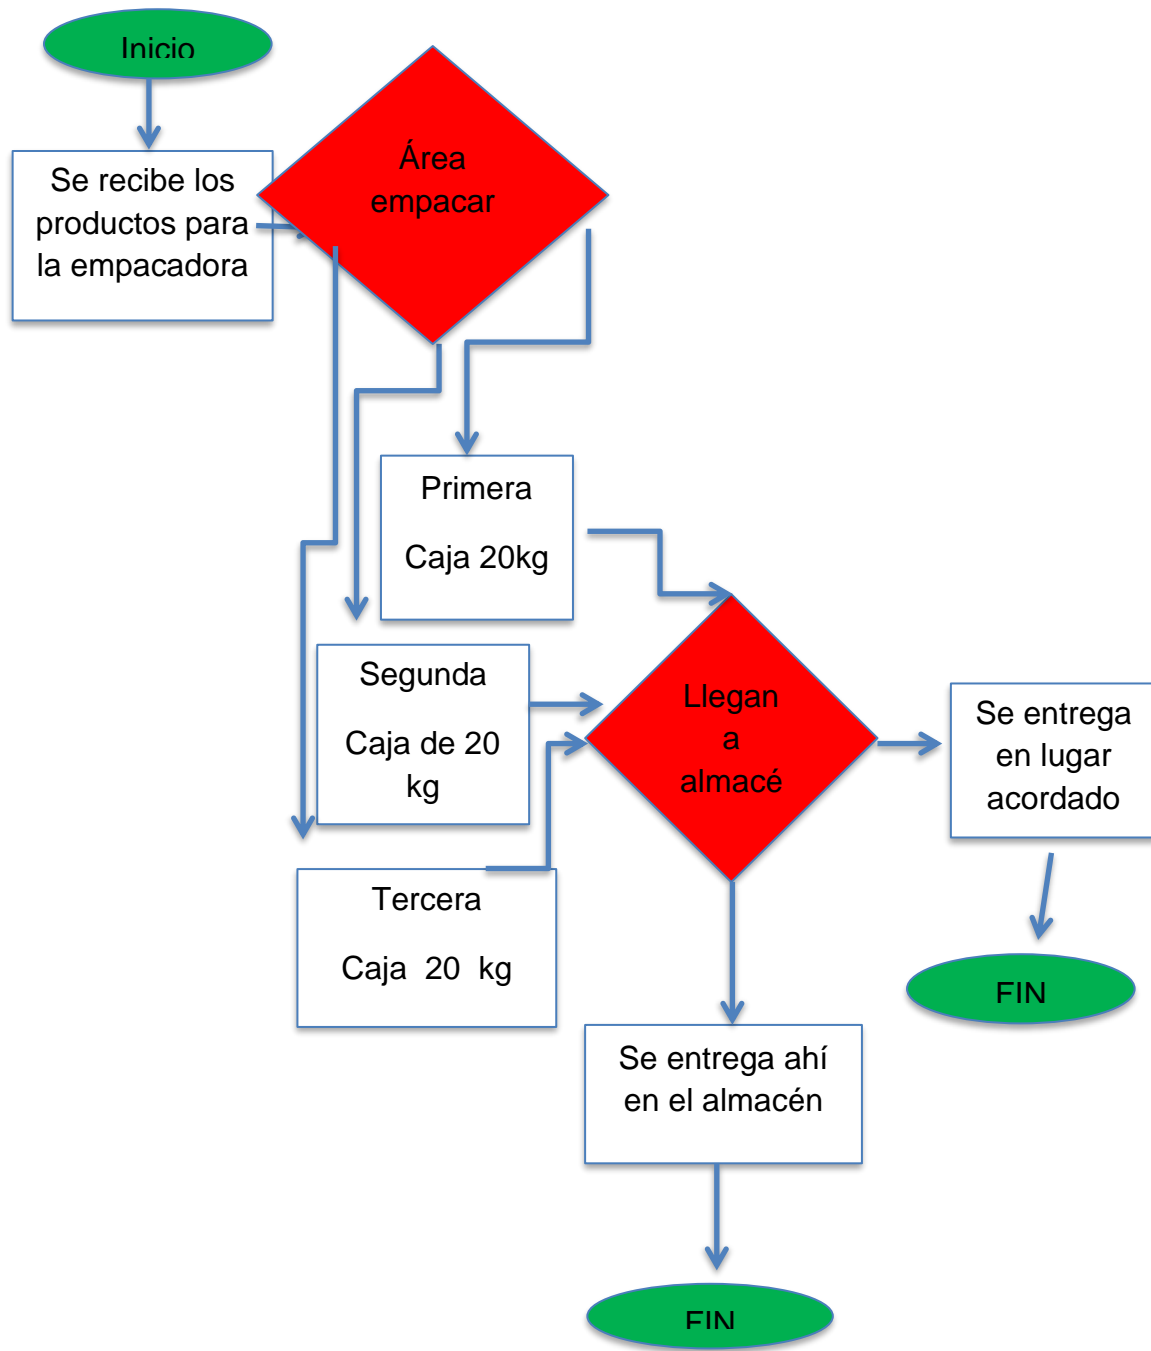 Inicio
Se recibe los
productos para
la empacadora
Área
empacar
Primera
Caja 20kg
Segunda
Caja de 20
kg
Tercera
Caja 20 kg
Llegan
a
almacé
Se entrega
en lugar
acordado
FIN
Se entrega ahí
en el almacén
FIN